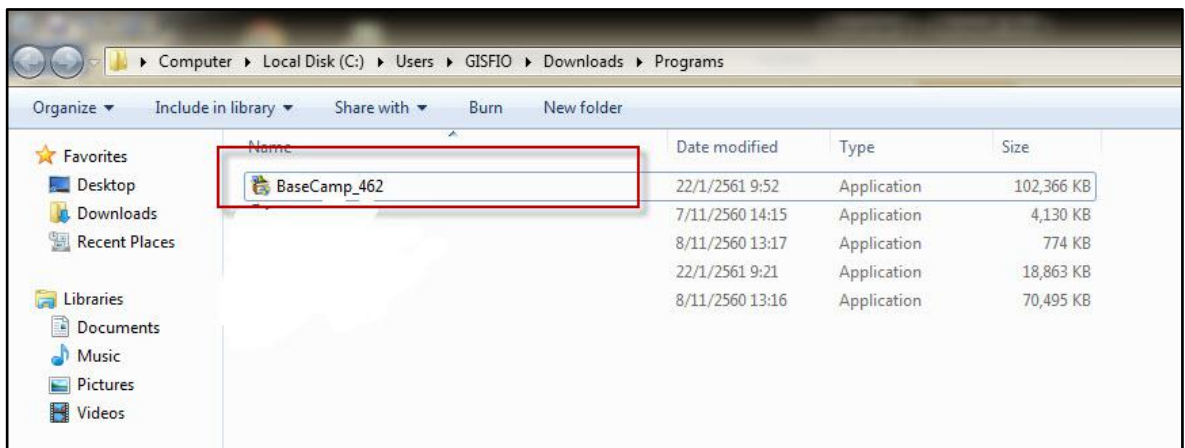 Computer Local Disk (C:) Users GISFIO Downloads Programs
Organize Include in library Share with Burn New folder
Favorites
Desktop
Downloads
Recent Places
Libraries
Documents
Music
Pictures
Videos
Name Date modified Type Size
BaseCamp_462 22/1/2561 9:52 Application 102,366 KB
7/11/2560 14:15 Application 4,130 KB
8/11/2560 13:17 Application 774 KB
22/1/2561 9:21 Application 18,863 KB
8/11/2560 13:16 Application 70,495 KB